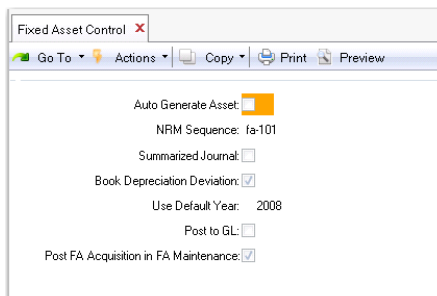 Fixed Asset Control
Go To Actions Copy Print Preview
Auto Generate Asset:
NRM Sequence: fa-101
Summarized Journal:
Book Depreciation Deviation:
Use Default Year: 2008
Post to GL:
Post FA Acquisition in FA Maintenance: